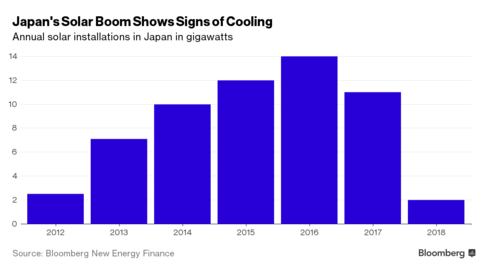 Japan's Solar Boom Shows Signs of Cooling
Annual solar installations in Japan in gigawatts
14
12
10
8
6
4
2
0
2012 2013 2014 2015 2016 2017 2018
Source: Bloomberg New Energy Finance
Bloomberg